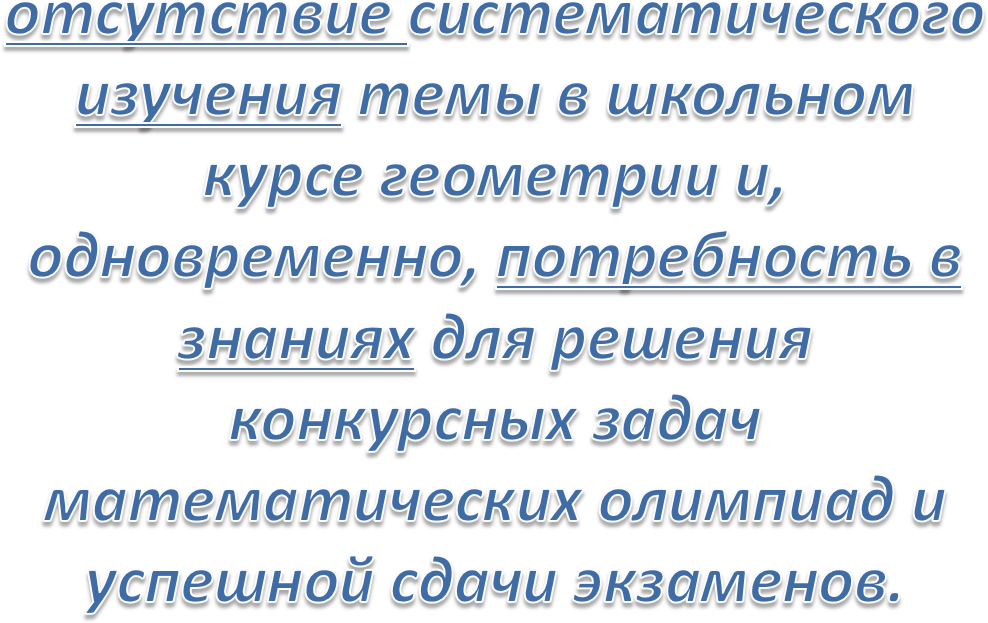 отсутствие систематического
изучения темы в школьном
курсе геометрии и,
одновременно, потребность в
знаниях для решения
конкурсных задач
математических олимпиад и
успешной сдачи экзаменов.